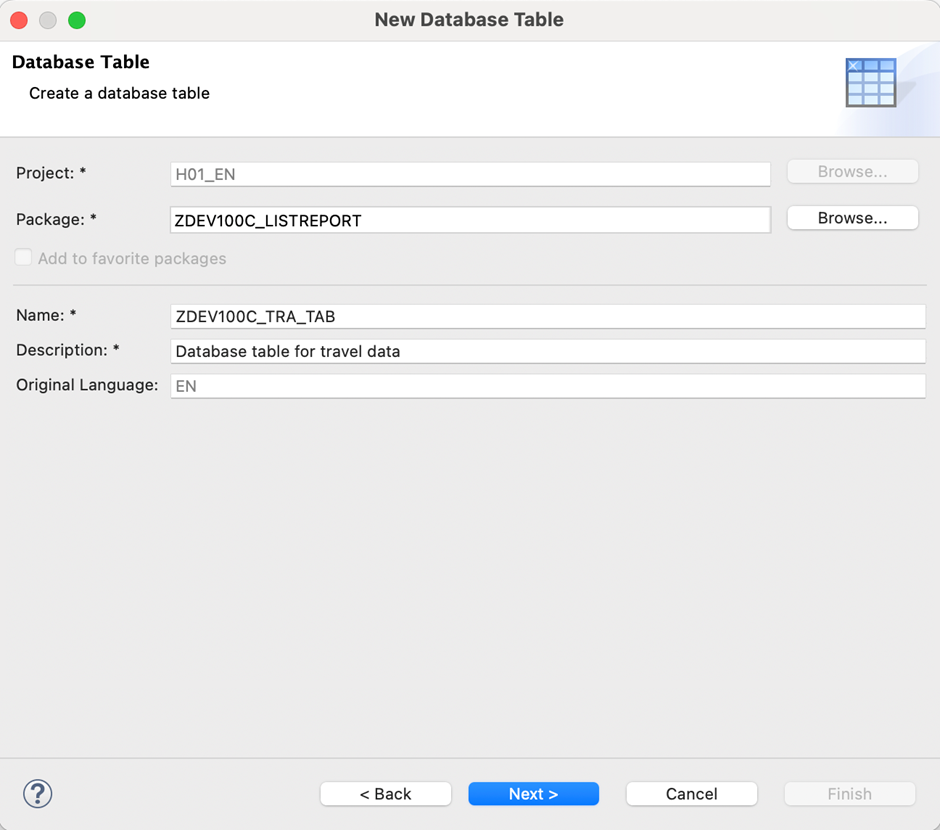 New Database Table
Database Table
Create a database table
Project: * H01_EN Browse...
Package: * ZDEV100C_LISTREPORT Browse...
Add to favorite packages
Name: * ZDEV100C_TRA_TAB
Description: * Database table for travel data
Original Language: EN
? < Back Next > Cancel Finish